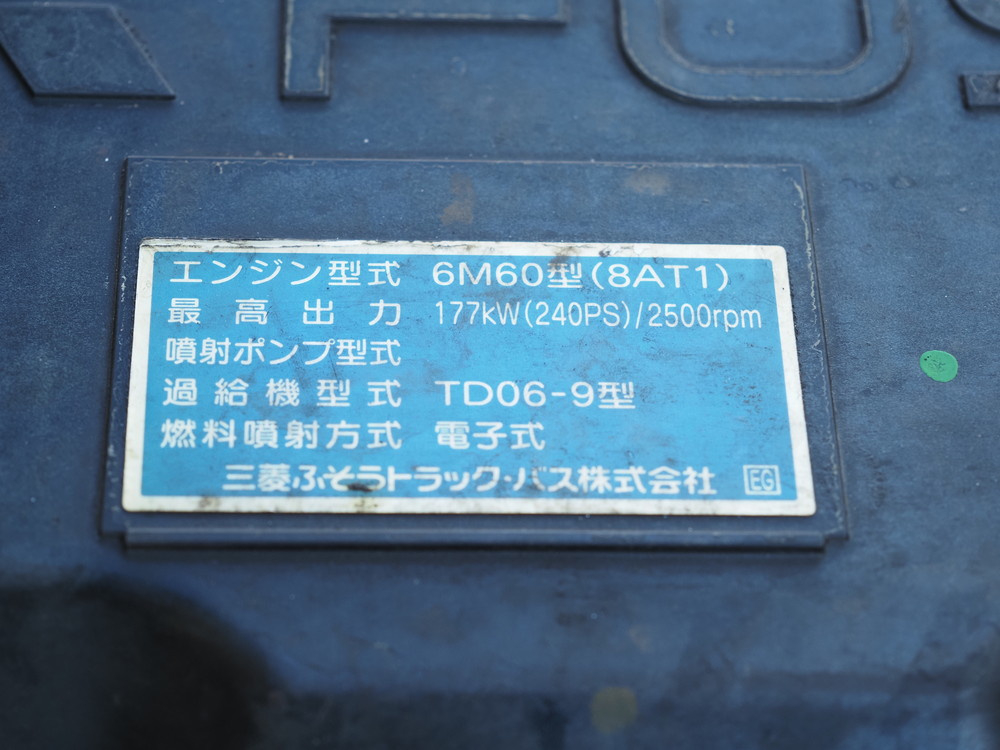 エンジン型式 6M60型(8AT1)
最高出力 177kW(240PS)/2500rpm
噴射ポンプ型式
過給機型式 TD06-9型
燃料噴射方式 電子式
三菱ふそうトラック・バス株式会社 EG